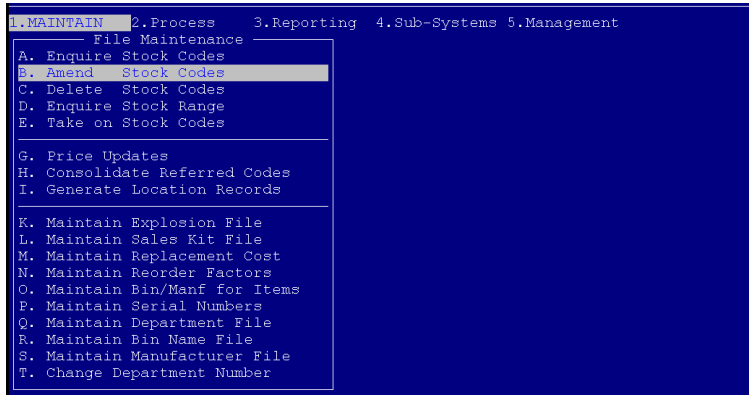 1.MAINTAIN 2.Process 3.Reporting 4.Sub-Systems 5.Management
File Maintenance
A. Enquire Stock Codes
B. Amend Stock Codes
C. Delete Stock Codes
D. Enquire Stock Range
E. Take on Stock Codes
G. Price Updates
H. Consolidate Referred Codes
I. Generate Location Records
K. Maintain Explosion File
L. Maintain Sales Kit File
M. Maintain Replacement Cost
N. Maintain Reorder Factors
O. Maintain Bin/Manf for Items
P. Maintain Serial Numbers
Q. Maintain Department File
R. Maintain Bin Name File
S. Maintain Manufacturer File
T. Change Department Number